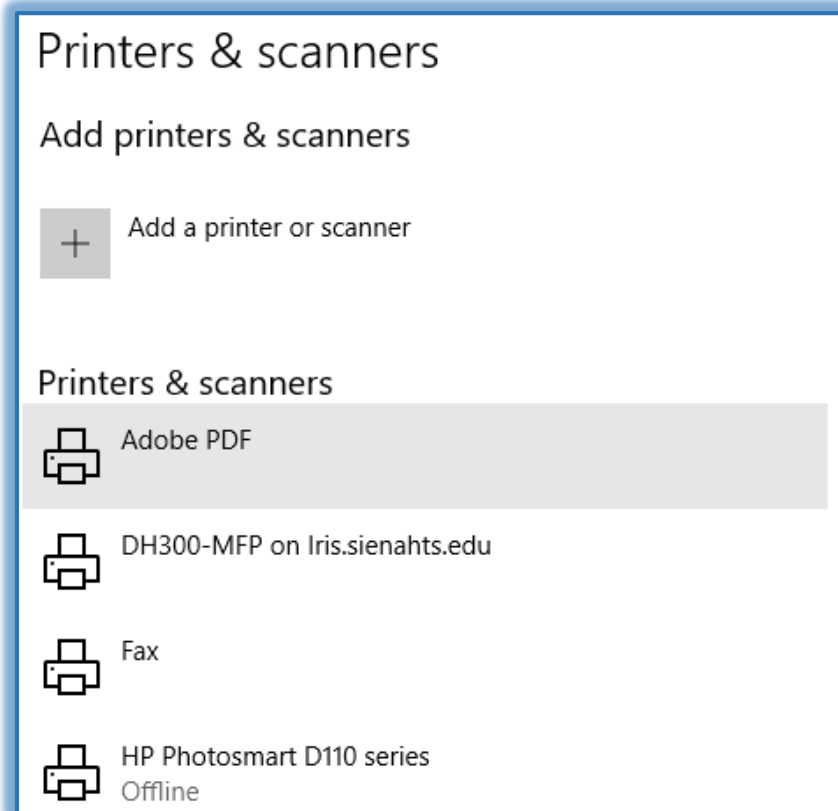 Printers & scanners
Add printers & scanners
Add a printer or scanner
Printers & scanners
Adobe PDF
DH300-MFP on Iris.sienahts.edu
Fax
HP Photosmart D110 series
Offline